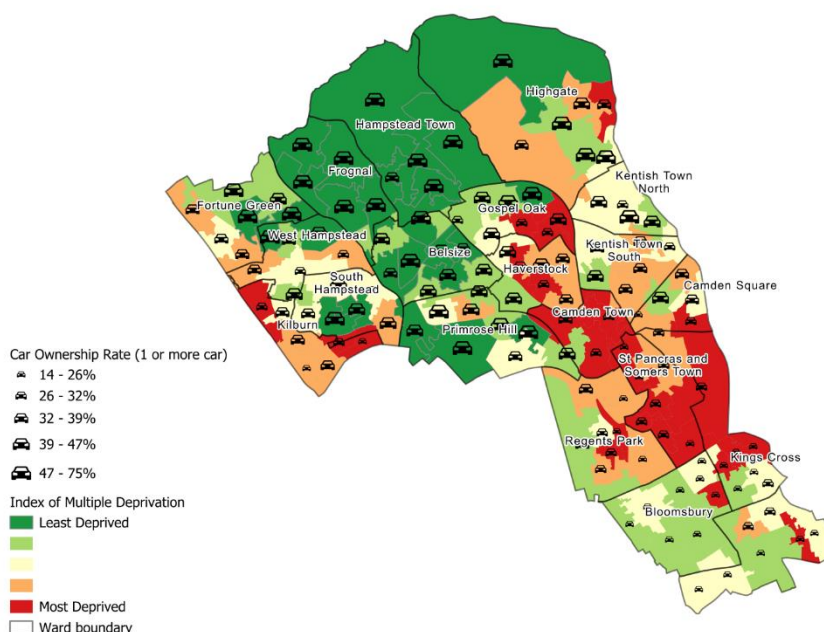 Highgate
Hampstead Town
Frognal
Kentish Town
North
Fortune Green
Gospel Oak
West Hampstead
Kentish Town
South
Belsize
Haverstock
South
Hampstead
Camden Square
Kilburn
Camden Town
Primrose Hill
St Pancras and
Somers Town
Regents Park
Kings Cross
Bloomsbury
Car Ownership Rate (1 or more car)
14 - 26%
26 - 32%
32 - 39%
39 - 47%
47 - 75%
Index of Multiple Deprivation
Least Deprived
Most Deprived
Ward boundary